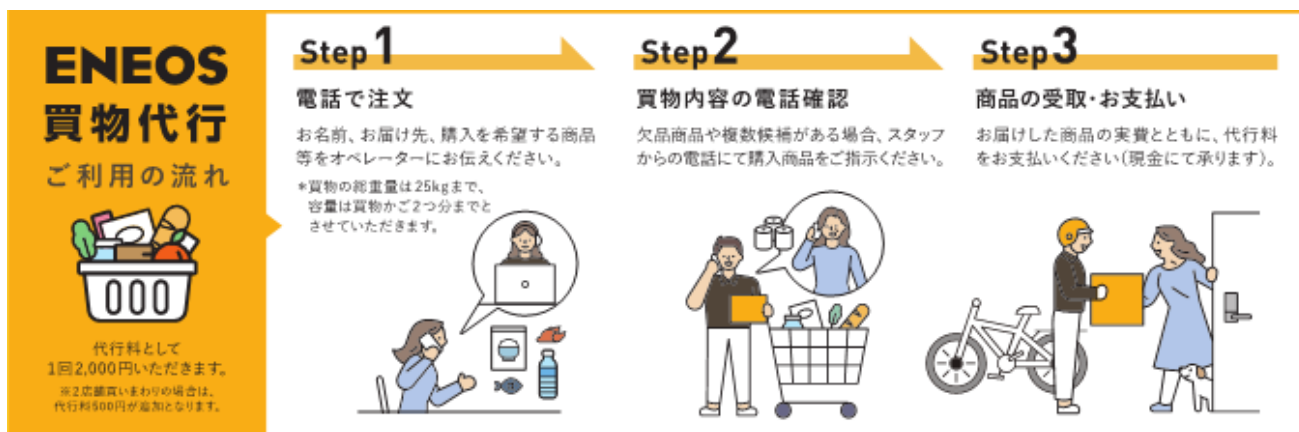 ENEOS
買物代行
ご利用の流れ
代行料として
1回2,000円いただきます。
※2店舗買いまわりの場合は、
代行料500円が追加となります。
Step1
電話で注文
お名前、お届け先、購入を希望する商品
等をオペレーターにお伝えください。
*買物の総重量は25kgまで、
容量は買物かご2つ分までと
させていただきます。
Step2
買物内容の電話確認
欠品商品や複数候補がある場合、スタッフ
からの電話にて購入商品をご指示ください。
Step3
商品の受取・お支払い
お届けした商品の実費とともに、代行料
をお支払いください(現金にて承ります)。